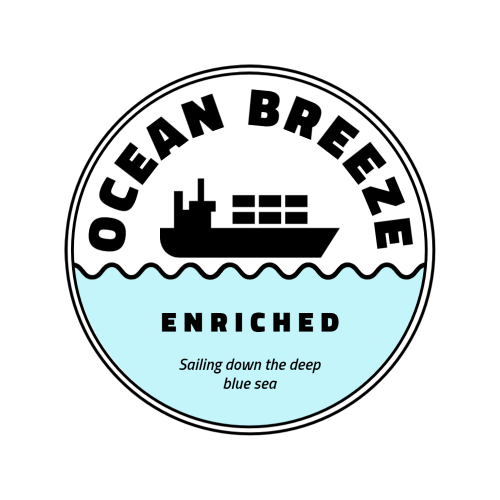 OCEAN BREEZE
ENRICHED
Sailing down the deep
blue sea